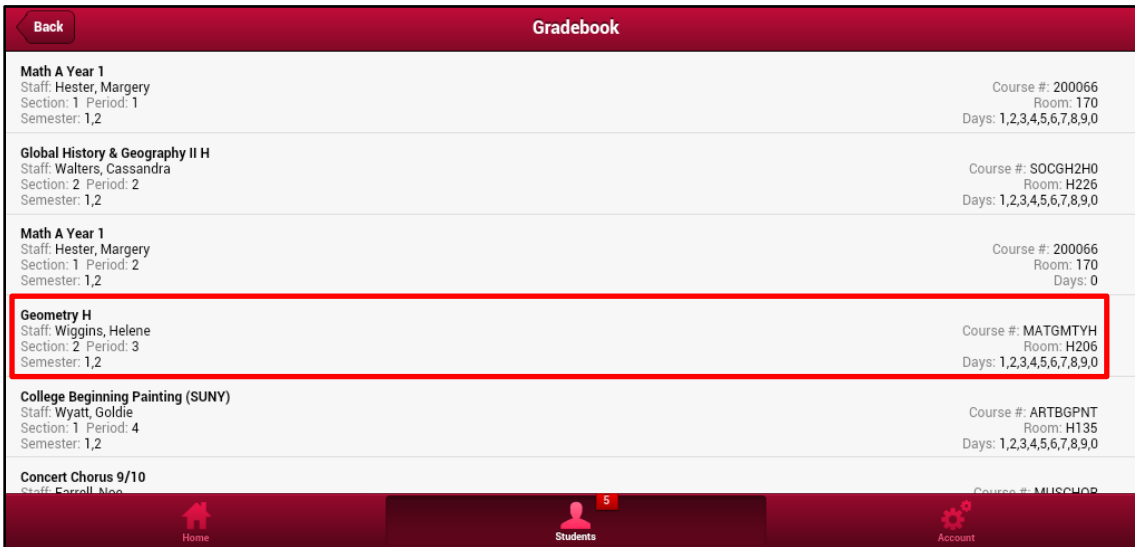 Back
Gradebook
Math A Year 1
Staff: Hester, Margery
Course #: 200066
Section: 1 Period: 1
Room: 170
Semester: 1,2
Days: 1,2,3,4,5,6,7,8,9,0
Global History & Geography II H
Staff: Walters, Cassandra
Course #: SOCGH2H0
Section: 2 Period: 2
Room: H226
Semester: 1,2
Days: 1,2,3,4,5,6,7,8,9,0
Math A Year 1
Staff: Hester, Margery
Course #: 200066
Section: 1 Period: 2
Room: 170
Semester: 1,2
Days: 0
Geometry H
Staff: Wiggins, Helene
Course #: MATGMTYH
Section: 2 Period: 3
Room: H206
Semester: 1,2
Days: 1,2,3,4,5,6,7,8,9,0
College Beginning Painting (SUNY)
Staff: Wyatt, Goldie
Course #: ARTBGPNT
Section: 1 Period: 4
Room: H135
Semester: 1,2
Days: 1,2,3,4,5,6,7,8,9,0
Concert Chorus 9/10
Staff: Farrell, Noe
Course #: MUSCHOR
5
Home
Students
Account